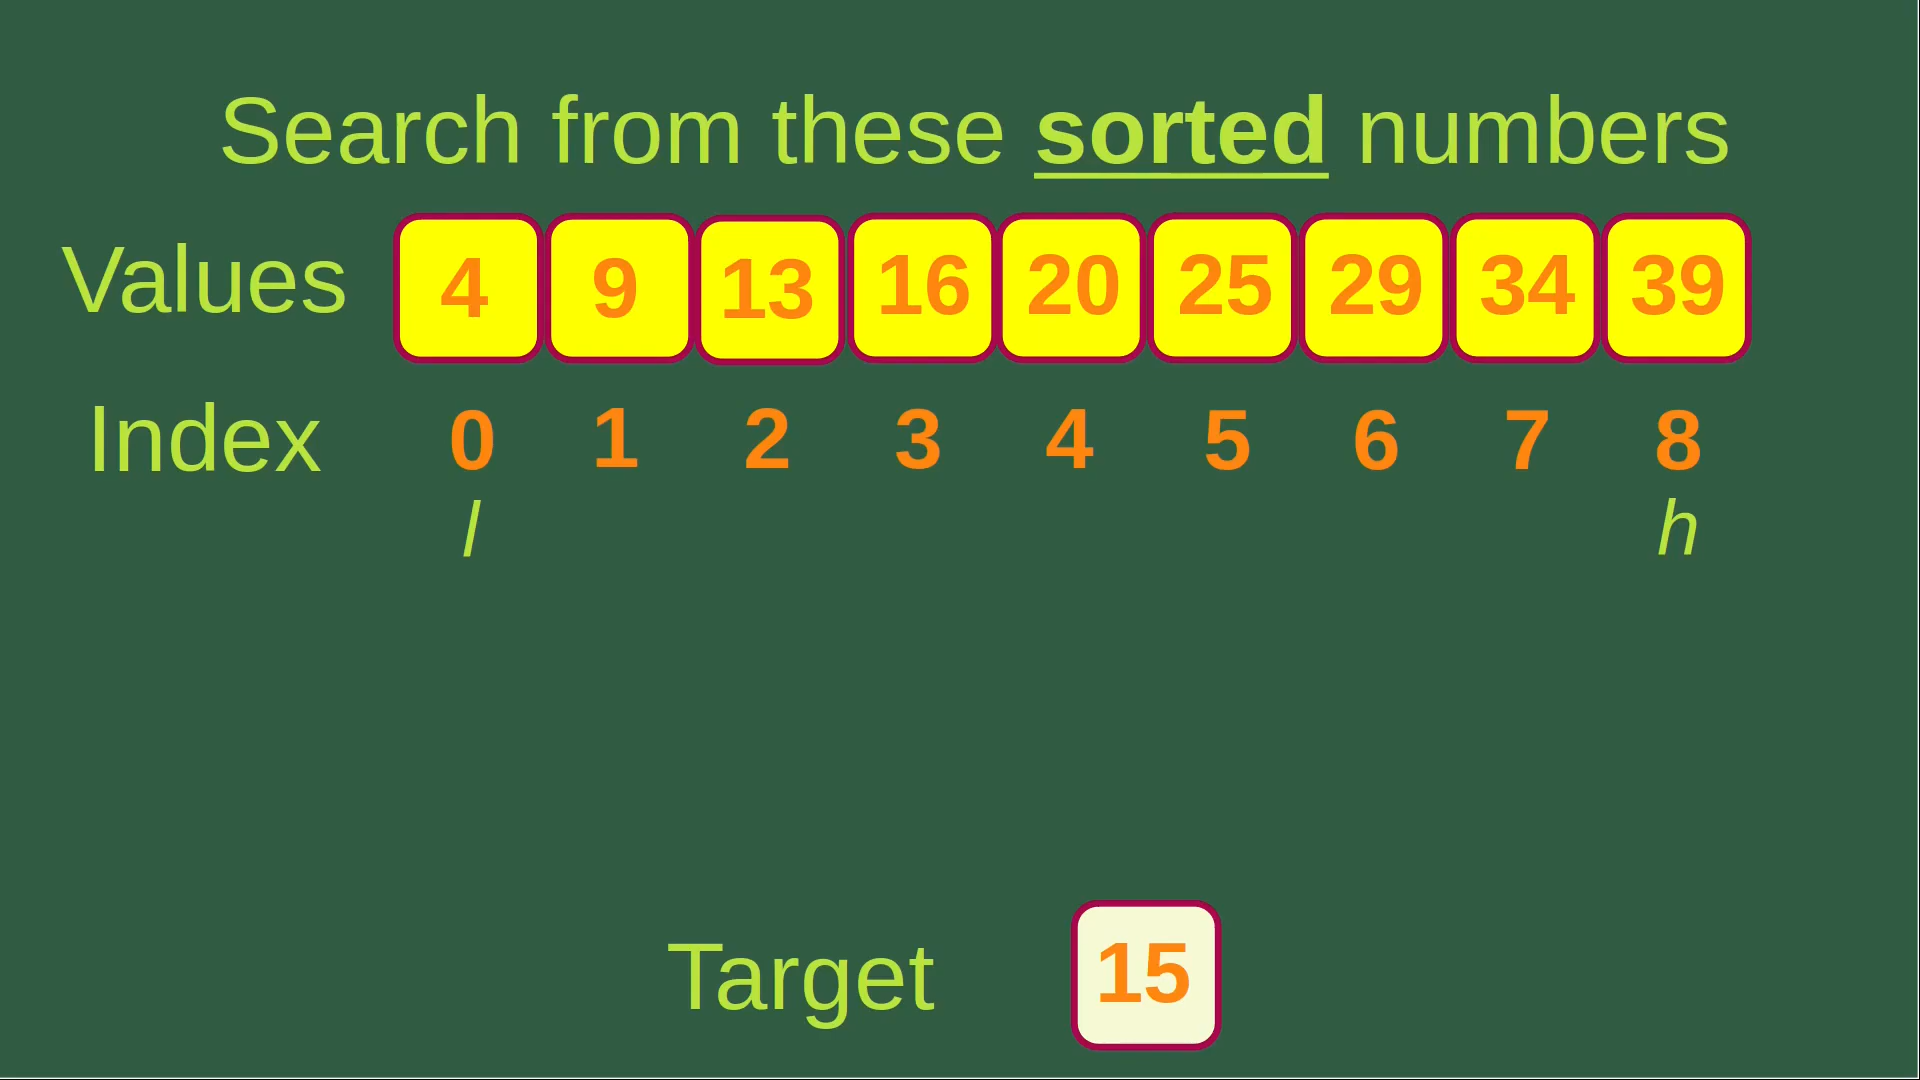 Search from these sorted numbers
Values 4 9 13 16 20 25 29 34 39
Index 0 1 2 3 4 5 6 7 8
l h
Target 15